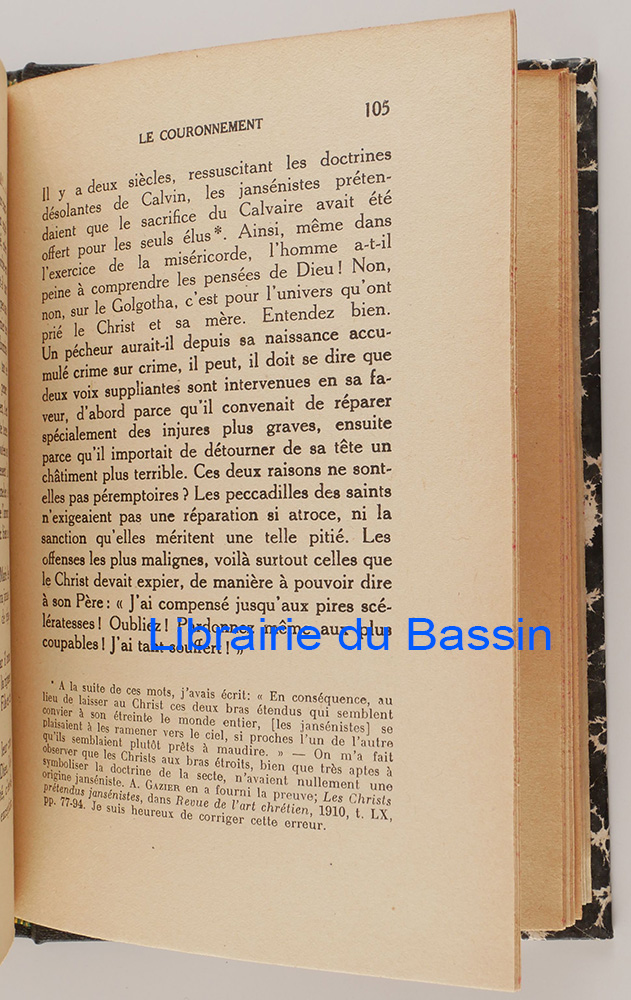 LE COURONNEMENT 105
Il y a deux siècles, ressuscitant les doctrines
désolantes de Calvin, les jansénistes préten-
daient que le sacrifice du Calvaire avait été
offert pour les seuls élus*. Ainsi, même dans
l'exercice de la miséricorde, l'homme a-t-il
peine à comprendre les pensées de Dieu ! Non,
non, sur le Golgotha, c'est pour l'univers qu'ont
prié le Christ et sa mère. Entendez bien.
Un pécheur aurait-il depuis sa naissance accu-
mulé crime sur crime, il peut, il doit se dire que
deux voix suppliantes sont intervenues en sa fa-
veur, d'abord parce qu'il convenait de réparer
spécialement des injures plus graves, ensuite
parce qu'il importait de détourner de sa tête un
châtiment plus terrible. Ces deux raisons ne sont-
elles pas péremptoires ? Les peccadilles des saints
n'exigeaient pas une réparation si atroce, ni la
sanction qu'elles méritent une telle pitié. Les
offenses les plus malignes, voilà surtout celles que
le Christ devait expier, de manière à pouvoir dire
à son Père : « J'ai compensé jusqu'aux pires scé-
lératesses ! Oubliez ! Pardonnez même aux plus
coupables ! J'ai tant souffert ! »
Librairie du Bassin
* A la suite de ces mots, j'avais écrit : « En conséquence, au
lieu de laisser au Christ ces deux bras étendus qui semblent
convier à son étreinte le monde entier, [les jansénistes] se
plaisaient à les ramener vers le ciel, si proches l'un de l'autre
qu'ils semblaient plutôt prêts à maudire. » — On m'a fait
observer que les Christs aux bras étroits, bien que très aptes à
symboliser la doctrine de la secte, n'avaient nullement une
origine janséniste. A. GAZIER en a fourni la preuve; Les Christs
prétendus jansénistes, dans Revue de l'art chrétien, 1910, t. LX,
pp. 77-94. Je suis heureux de corriger cette erreur.